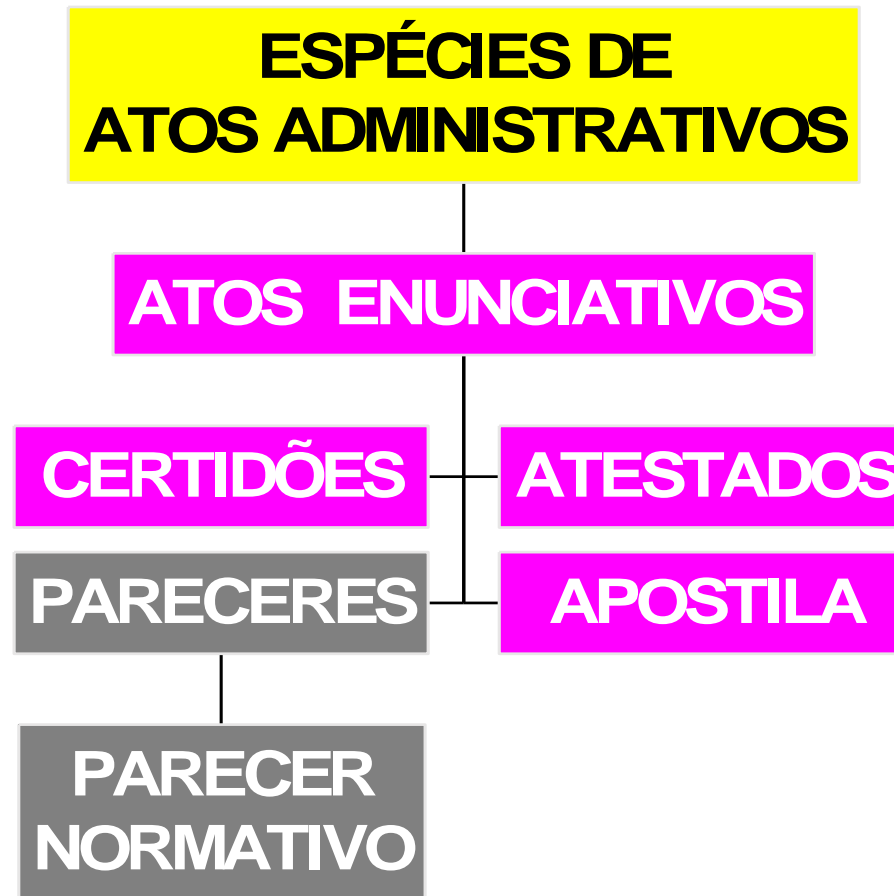 ESPÉCIES DE
ATOS ADMINISTRATIVOS
ATOS ENUNCIATIVOS
CERTIDÕES
ATESTADOS
PARECERES
APOSTILA
PARECER
NORMATIVO